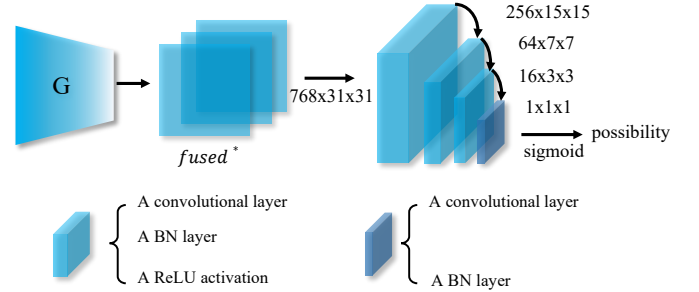 G
fused *
768x31x31
256x15x15
64x7x7
16x3x3
1x1x1
sigmoid
possibility
A convolutional layer
A BN layer
A ReLU activation
A convolutional layer
A BN layer